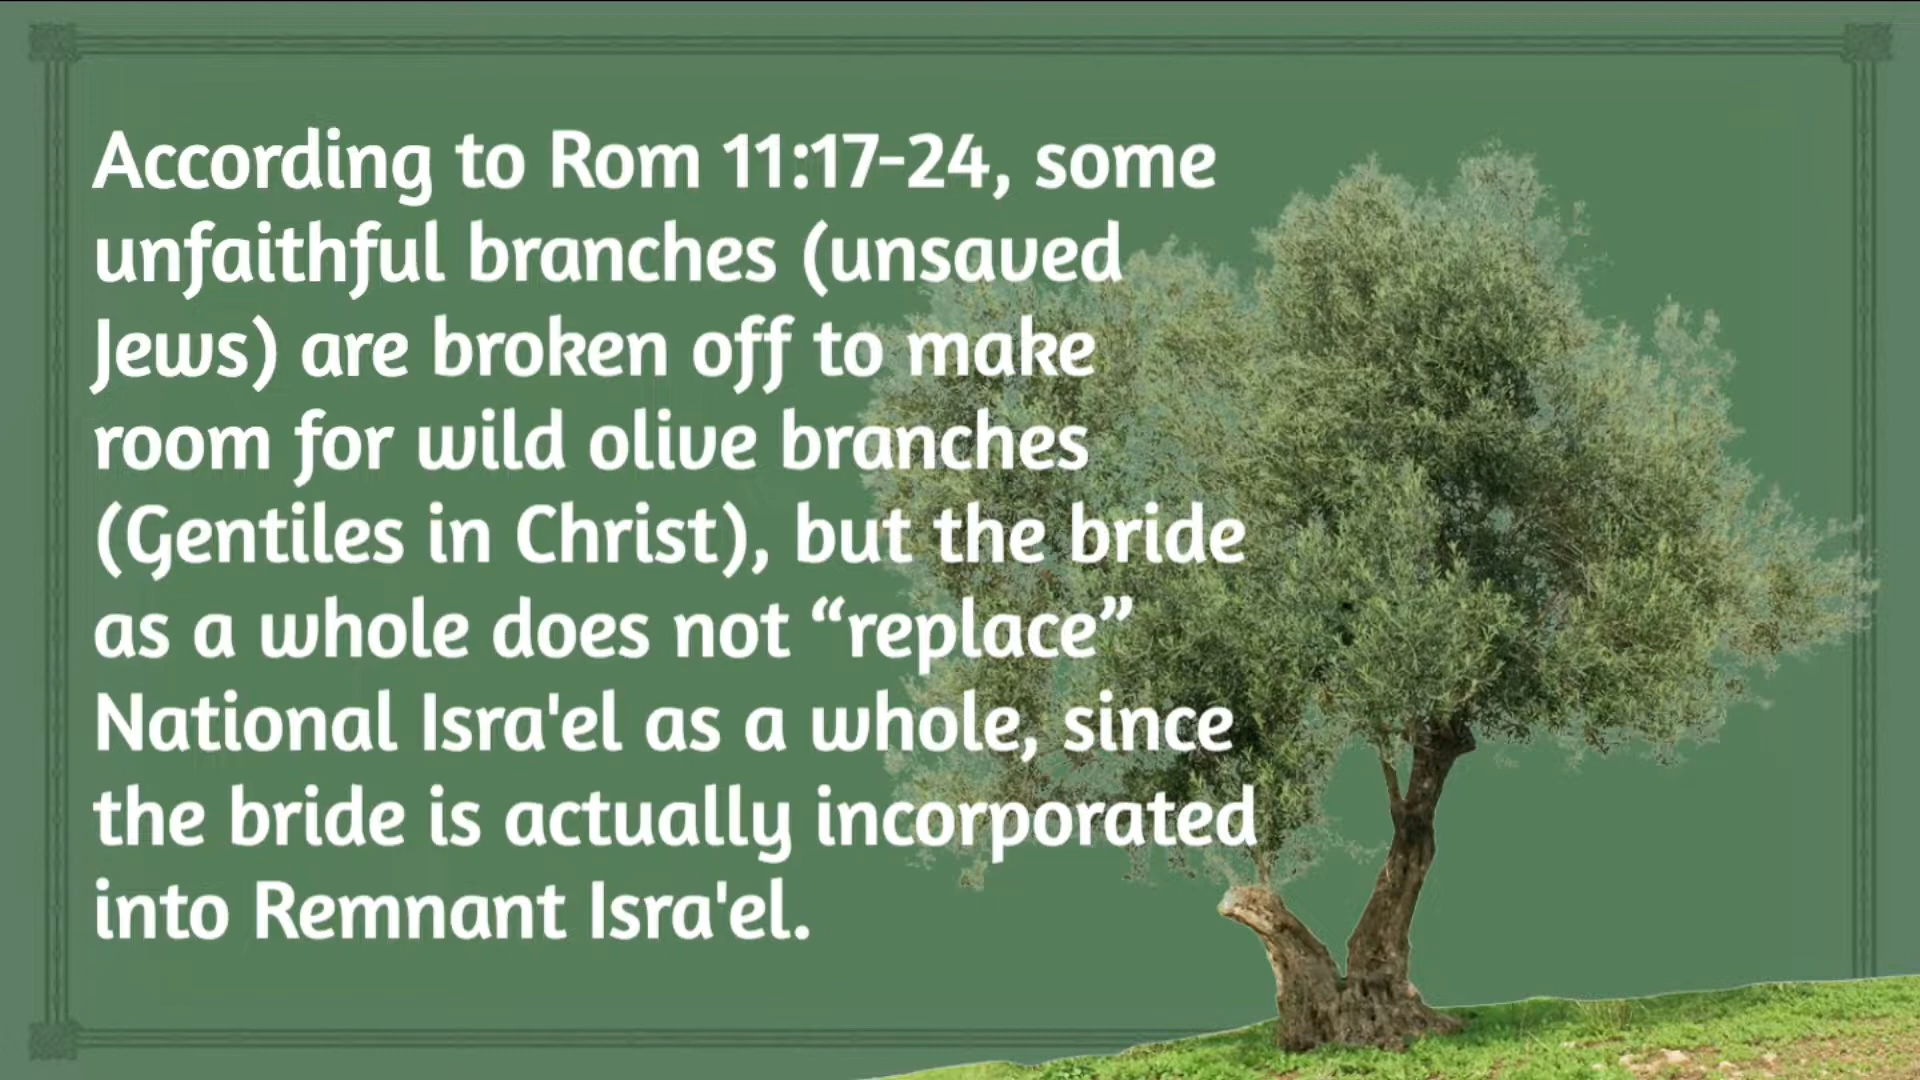 According to Rom 11:17-24, some
unfaithful branches (unsaved
Jews) are broken off to make
room for wild olive branches
(Gentiles in Christ), but the bride
as a whole does not “replace”
National Isra'el as a whole, since
the bride is actually incorporated
into Remnant Isra'el.